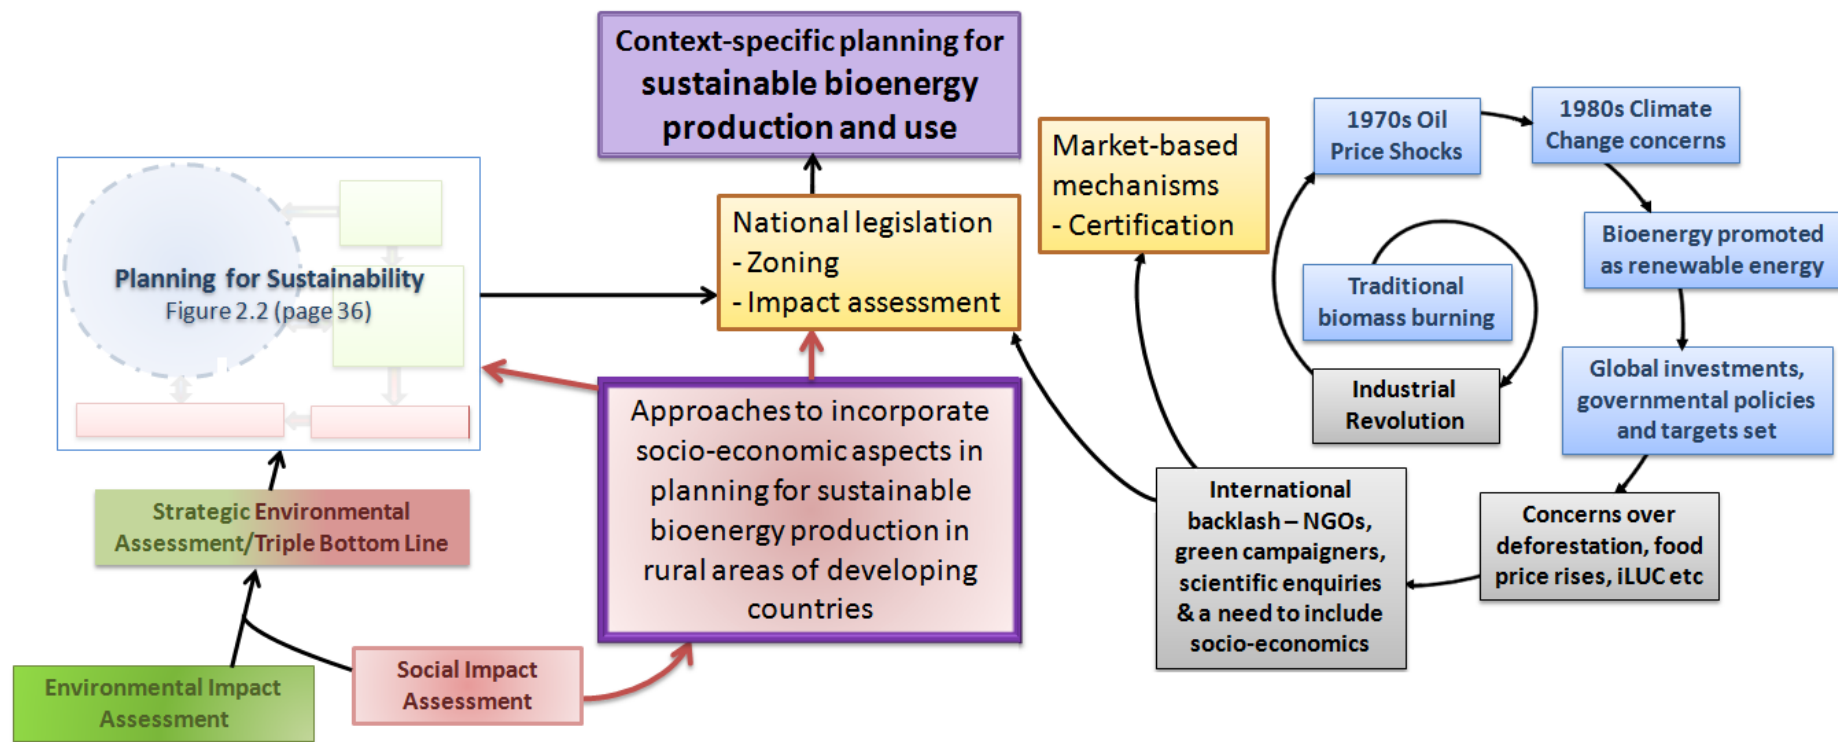 Context-specific planning for
sustainable bioenergy
production and use
Planning for Sustainability
Figure 2.2 (page 36)
National legislation
- Zoning
- Impact assessment
Market-based
mechanisms
- Certification
1970s Oil
Price Shocks
1980s Climate
Change concerns
Bioenergy promoted
as renewable energy
Traditional
biomass burning
Industrial
Revolution
Global investments,
governmental policies
and targets set
Concerns over
deforestation, food
price rises, iLUC etc
International
backlash – NGOs,
green campaigners,
scientific enquiries
& a need to include
socio-economics
Approaches to incorporate
socio-economic aspects in
planning for sustainable
bioenergy production in
rural areas of developing
countries
Strategic Environmental
Assessment/Triple Bottom Line
Environmental Impact
Assessment
Social Impact
Assessment